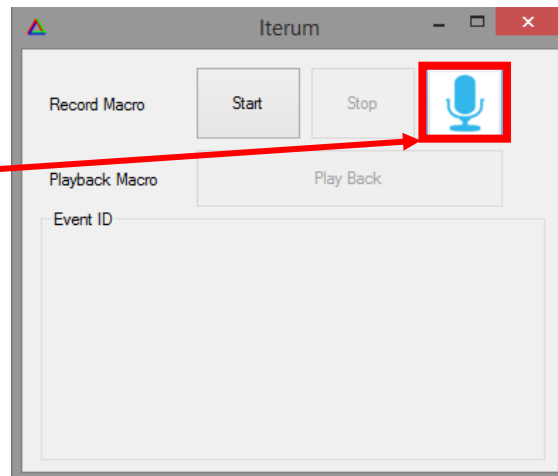 Iterum
Record Macro Start Stop
Playback Macro Play Back
Event ID